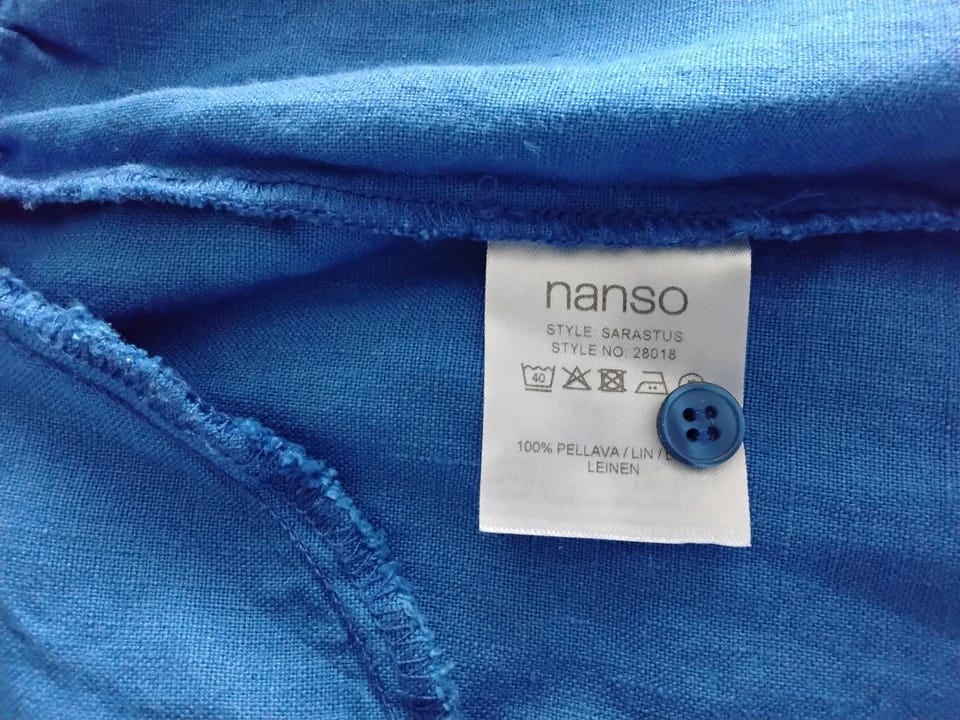 nanso
STYLE: SARASTUS
STYLE NO: 28018
40
100% PELLAVA / LIN /
LEINEN